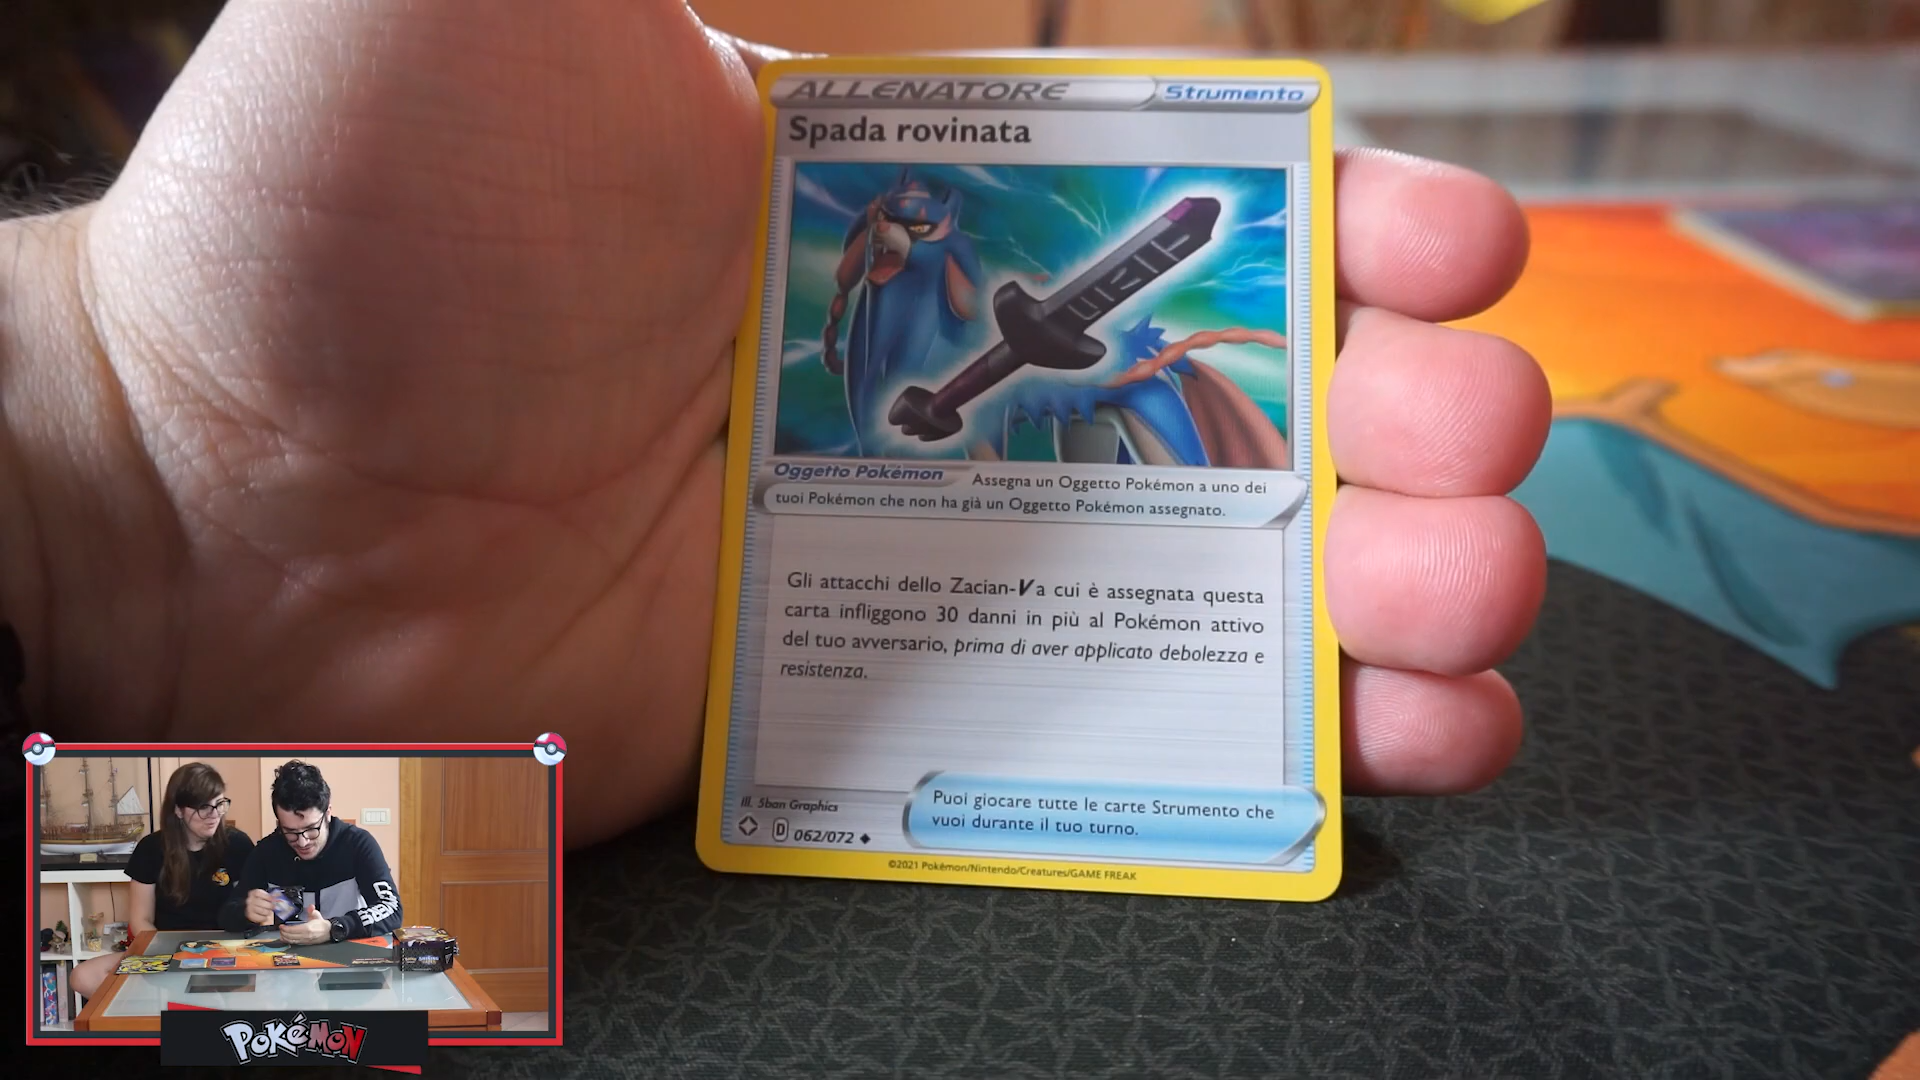 ALLENATORE
Strumento
Spada rovinata
Oggetto Pokémon
Assegna un Oggetto Pokémon a uno dei
tuoi Pokémon che non ha già un Oggetto Pokémon assegnato.
Gli attacchi dello Zacian-V a cui è assegnata questa
carta infliggono 30 danni in più al Pokémon attivo
del tuo avversario, prima di aver applicato debolezza e
resistenza.
Puoi giocare tutte le carte Strumento che
vuoi durante il tuo turno.
Ill. 5ban Graphics
D 062/072
©2021 Pokémon/Nintendo/Creatures/GAME FREAK
POKéMON